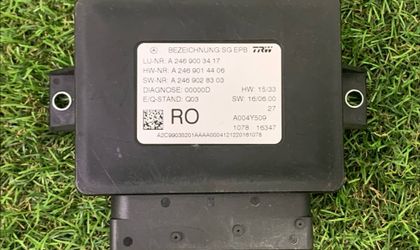 BEZEICHNUNG SG EPB TRW
LU-NR: A 246 900 34 17
HW-NR: A 246 901 44 06
SW-NR: A 246 902 83 03
DIAGNOSE: 00000D HW: 15/33
E/Q-STAND: Q03 SW: 16/06.00
27
RO A004Y509
1078 16347
A2C99030201AAAA0004121220161078